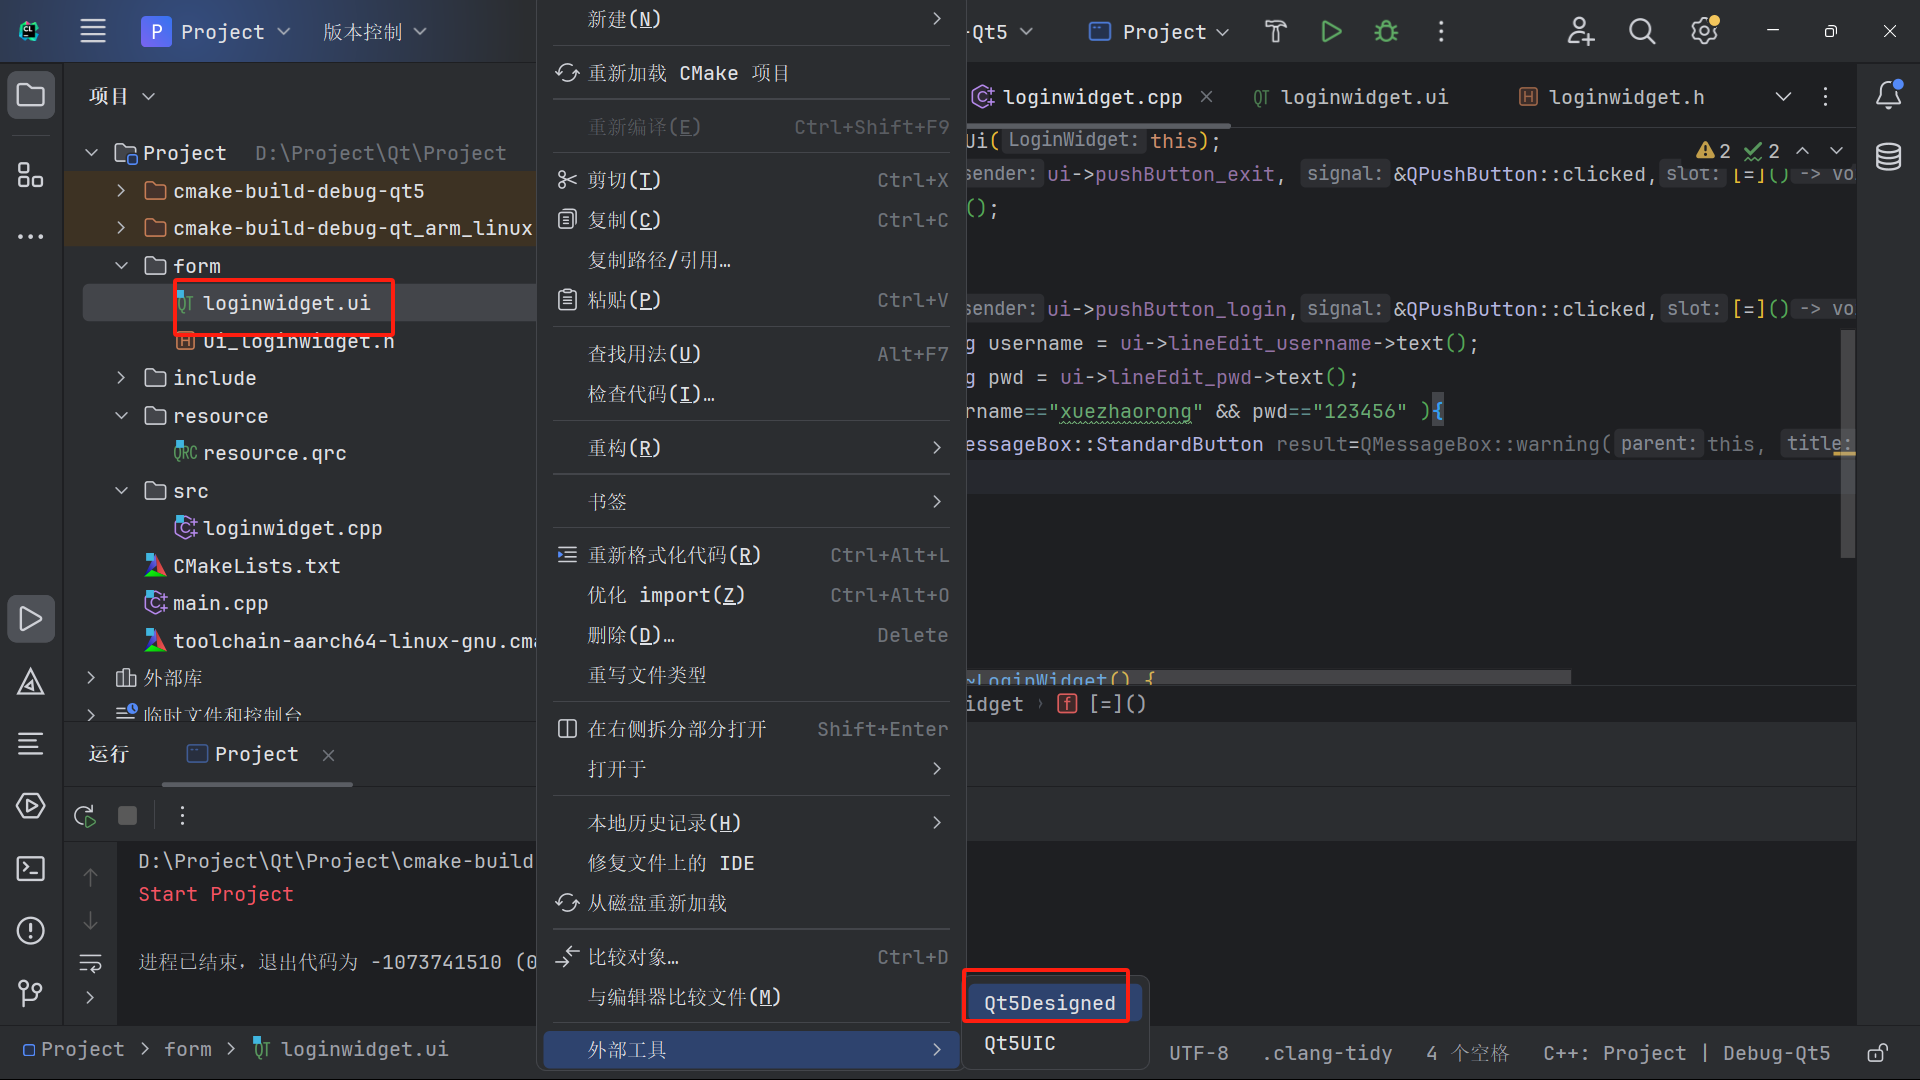 P Project 版本控制
-Qt5
Project
项目
Project D:\Project\Qt\Project
cmake-build-debug-qt5
cmake-build-debug-qt_arm_linux
form
loginwidget.ui
ui_loginwidget.h
include
resource
resource.qrc
src
loginwidget.cpp
CMakeLists.txt
main.cpp
toolchain-aarch64-linux-gnu.cma
外部库
临时文件和控制台
新建(N)
重新加载 CMake 项目
重新编译(E) Ctrl+Shift+F9
剪切(T) Ctrl+X
复制(C) Ctrl+C
复制路径/引用…
粘贴(P) Ctrl+V
查找用法(U) Alt+F7
检查代码(I)…
重构(R)
书签
重新格式化代码(R) Ctrl+Alt+L
优化 import(Z) Ctrl+Alt+O
删除(D)… Delete
重写文件类型
在右侧拆分部分打开 Shift+Enter
打开于
本地历史记录(H)
修复文件上的 IDE
从磁盘重新加载
比较对象… Ctrl+D
与编辑器比较文件(M)
外部工具
Qt5Designed
Qt5UIC
loginwidget.cpp loginwidget.ui loginwidget.h
Ui( LoginWidget: this);
2 2
sender: ui->pushButton_exit, signal: &QPushButton::clicked, slot: [=]() -> vo
();
sender: ui->pushButton_login, signal: &QPushButton::clicked, slot: [=]() -> vo
g username = ui->lineEdit_username->text();
g pwd = ui->lineEdit_pwd->text();
rname=="xuezhaorong" && pwd=="123456" ){
essageBox::StandardButton result=QMessageBox::warning( parent: this, title:
~LoginWidget() {
idget › f [=]()
运行 Project
D:\Project\Qt\Project\cmake-build
Start Project
进程已结束，退出代码为 -1073741510 (0
Project › form › loginwidget.ui
UTF-8 .clang-tidy 4 个空格 C++: Project | Debug-Qt5